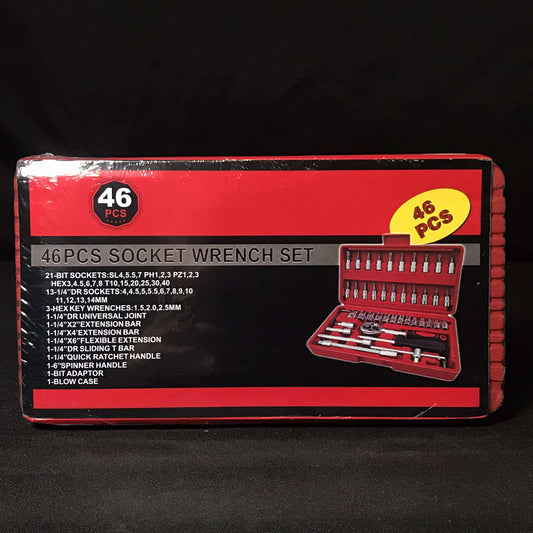 46
PCS
46
PCS
46PCS SOCKET WRENCH SET
21-BIT SOCKETS:SL4,5.5,7 PH1,2,3 PZ1,2,3
HEX3,4.5,6,7,8 T10,15,20,25,30,40
13-1/4"DR SOCKETS:4,4.5,5,5.5,6,7,8,9,10
11,12,13,14MM
3-HEX KEY WRENCHES:1.5,2.0,2.5MM
1-1/4"DR UNIVERSAL JOINT
1-1/4"X2"EXTENSION BAR
1-1/4"X4"EXTENSION BAR
1-1/4"X6"FLEXIBLE EXTENSION
1-1/4"DR SLIDING T BAR
1-1/4"QUICK RATCHET HANDLE
1-6"SPINNER HANDLE
1-BIT ADAPTOR
1-BLOW CASE